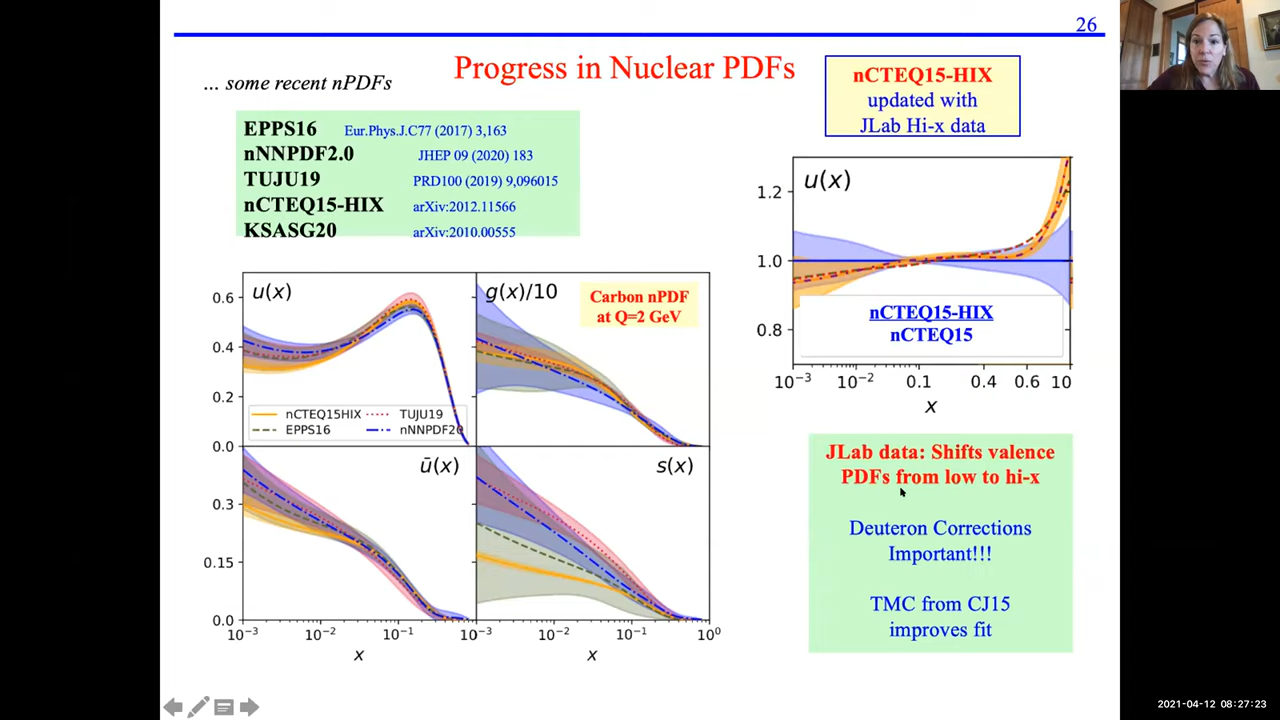 26
Progress in Nuclear PDFs
... some recent nPDFs
EPPS16 Eur.Phys.J.C77 (2017) 3,163
nNNPDF2.0 JHEP 09 (2020) 183
TUJU19 PRD100 (2019) 9,096015
nCTEQ15-HIX arXiv:2012.11566
KSASG20 arXiv:2010.00555
nCTEQ15-HIX
updated with
JLab Hi-x data
u(x)
1.2
1.0
0.8
nCTEQ15-HIX
nCTEQ15
10⁻³ 10⁻² 0.1 0.4 0.6 10
x
u(x)
0.6
0.4
0.2
0.0
nCTEQ15HIX TUJU19
EPPS16 nNNPDF20
g(x)/10
Carbon nPDF
at Q=2 GeV
ū(x)
0.3
0.15
0.0
s(x)
10⁻³ 10⁻² 10⁻¹ 10⁻³ 10⁻² 10⁻¹ 10⁰
x x
JLab data: Shifts valence
PDFs from low to hi-x
Deuteron Corrections
Important!!!
TMC from CJ15
improves fit
2021-04-12 08:27:23